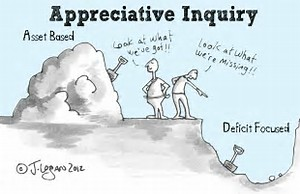 Appreciative Inquiry
Asset Based
Look at what
we've got!!
Look at what
we're missing!!
Deficit Focused
© J. Logan 2012